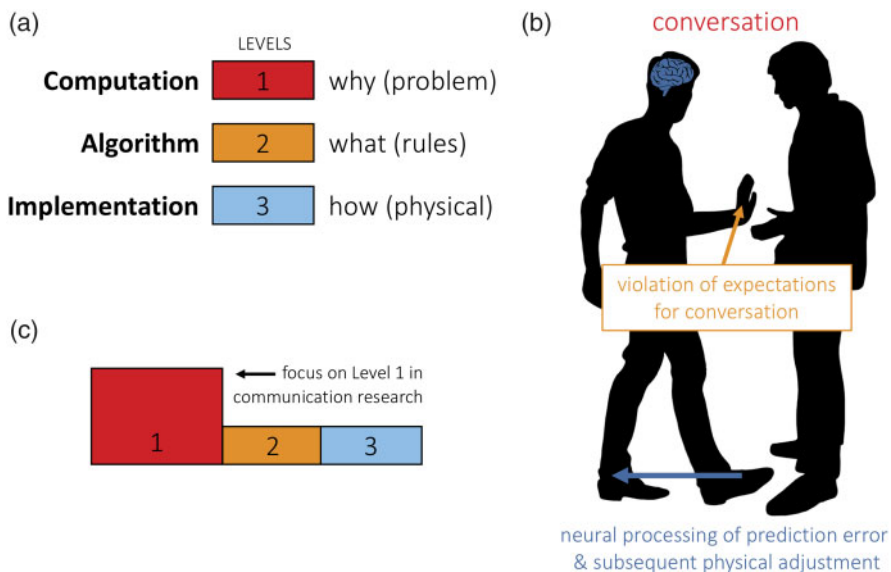 (a)
LEVELS
Computation 1 why (problem)
Algorithm 2 what (rules)
Implementation 3 how (physical)
(b)
conversation
violation of expectations
for conversation
neural processing of prediction error
& subsequent physical adjustment
(c)
focus on Level 1 in
communication research
1 2 3